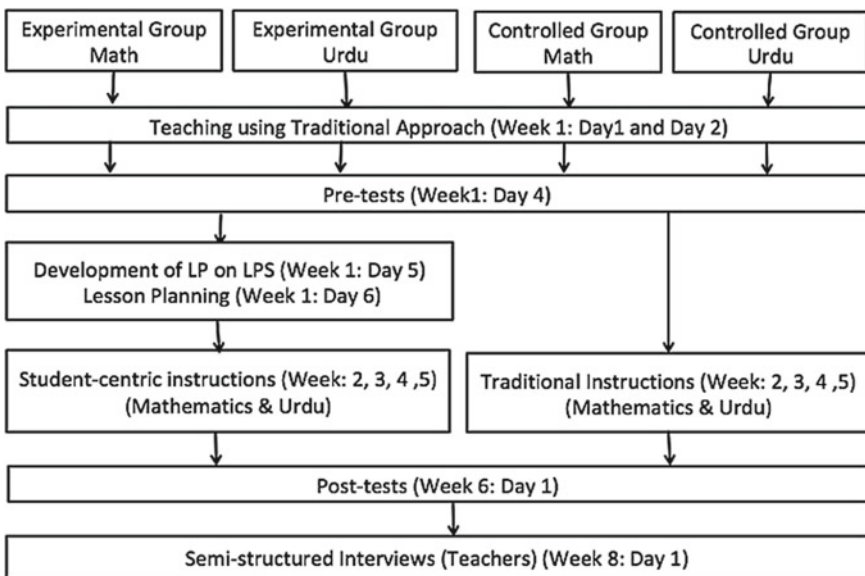 Experimental Group
Math
Experimental Group
Urdu
Controlled Group
Math
Controlled Group
Urdu
Teaching using Traditional Approach (Week 1: Day1 and Day 2)
Pre-tests (Week1: Day 4)
Development of LP on LPS (Week 1: Day 5)
Lesson Planning (Week 1: Day 6)
Student-centric instructions (Week: 2, 3, 4 ,5)
(Mathematics & Urdu)
Traditional Instructions (Week: 2, 3, 4 ,5)
(Mathematics & Urdu)
Post-tests (Week 6: Day 1)
Semi-structured Interviews (Teachers) (Week 8: Day 1)